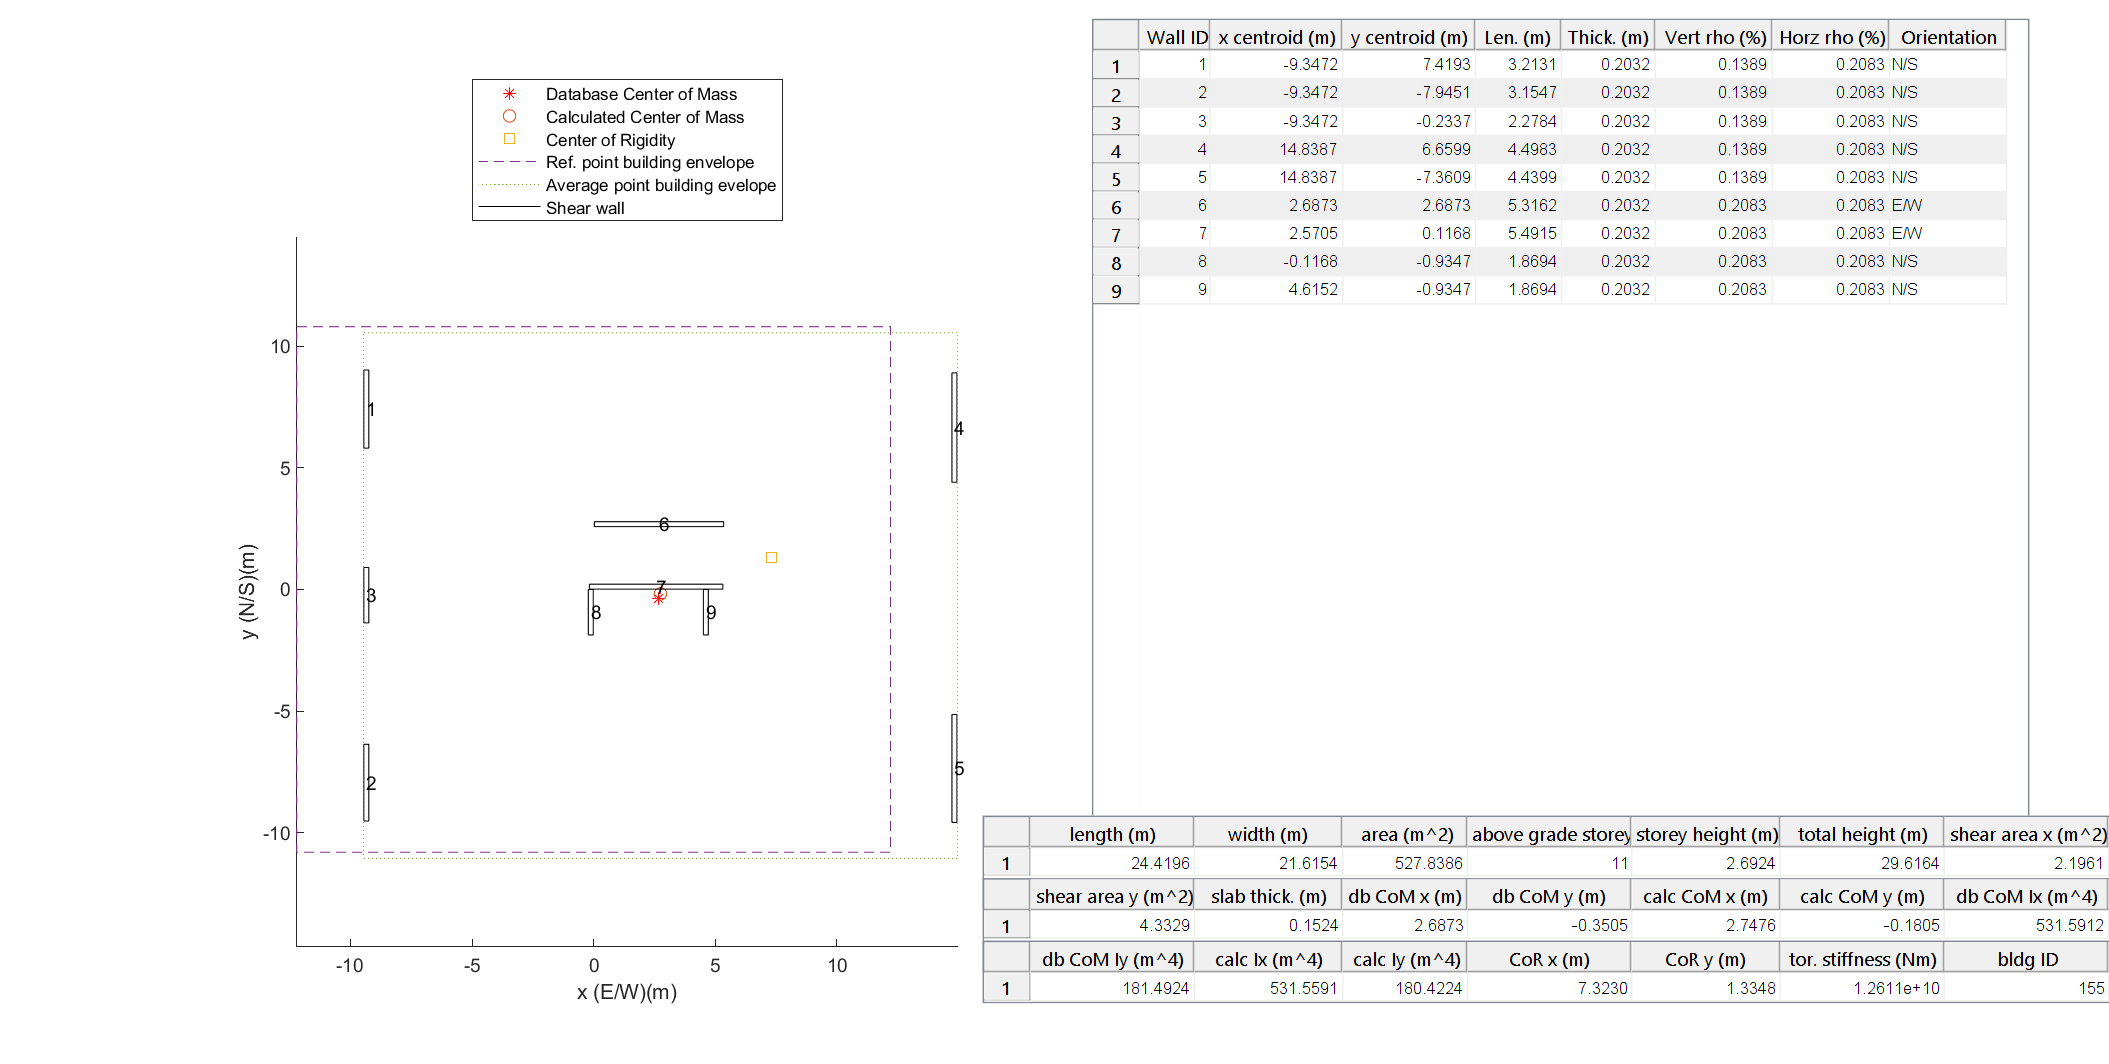 Database Center of Mass
Calculated Center of Mass
Center of Rigidity
Ref. point building envelope
Average point building evelope
Shear wall
10
5
0
-5
-10
y (N/S)(m)
-10 -5 0 5 10
x (E/W)(m)
1
4
6
7
3
8
9
5
2
Wall ID x centroid (m) y centroid (m) Len. (m) Thick. (m) Vert rho (%) Horz rho (%) Orientation
1 1 -9.3472 7.4193 3.2131 0.2032 0.1389 0.2083 N/S
2 2 -9.3472 -7.9451 3.1547 0.2032 0.1389 0.2083 N/S
3 3 -9.3472 -0.2337 2.2784 0.2032 0.1389 0.2083 N/S
4 4 14.8387 6.6599 4.4983 0.2032 0.1389 0.2083 N/S
5 5 14.8387 -7.3609 4.4399 0.2032 0.1389 0.2083 N/S
6 6 2.6873 2.6873 5.3162 0.2032 0.2083 0.2083 E/W
7 7 2.5705 0.1168 5.4915 0.2032 0.2083 0.2083 E/W
8 8 -0.1168 -0.9347 1.8694 0.2032 0.2083 0.2083 N/S
9 9 4.6152 -0.9347 1.8694 0.2032 0.2083 0.2083 N/S
length (m) width (m) area (m^2) above grade storey storey height (m) total height (m) shear area x (m^2)
1 24.4196 21.6154 527.8386 11 2.6924 29.6164 2.1961
shear area y (m^2) slab thick. (m) db CoM x (m) db CoM y (m) calc CoM x (m) calc CoM y (m) db CoM Ix (m^4)
1 4.3329 0.1524 2.6873 -0.3505 2.7476 -0.1805 531.5912
db CoM Iy (m^4) calc Ix (m^4) calc Iy (m^4) CoR x (m) CoR y (m) tor. stiffness (Nm) bldg ID
1 181.4924 531.5591 180.4224 7.3230 1.3348 1.2611e+10 155